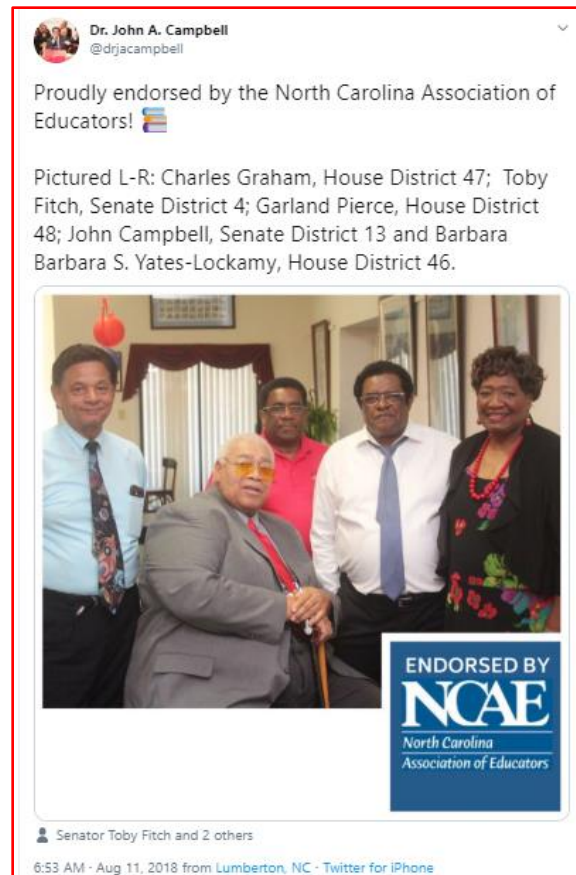 Dr. John A. Campbell
@drjacampbell
Proudly endorsed by the North Carolina Association of
Educators! 📚
Pictured L-R: Charles Graham, House District 47;  Toby
Fitch, Senate District 4; Garland Pierce, House District
48; John Campbell, Senate District 13 and Barbara
Barbara S. Yates-Lockamy, House District 46.
ENDORSED BY
NCAE
North Carolina
Association of Educators
Senator Toby Fitch and 2 others
6:53 AM · Aug 11, 2018 from Lumberton, NC · Twitter for iPhone